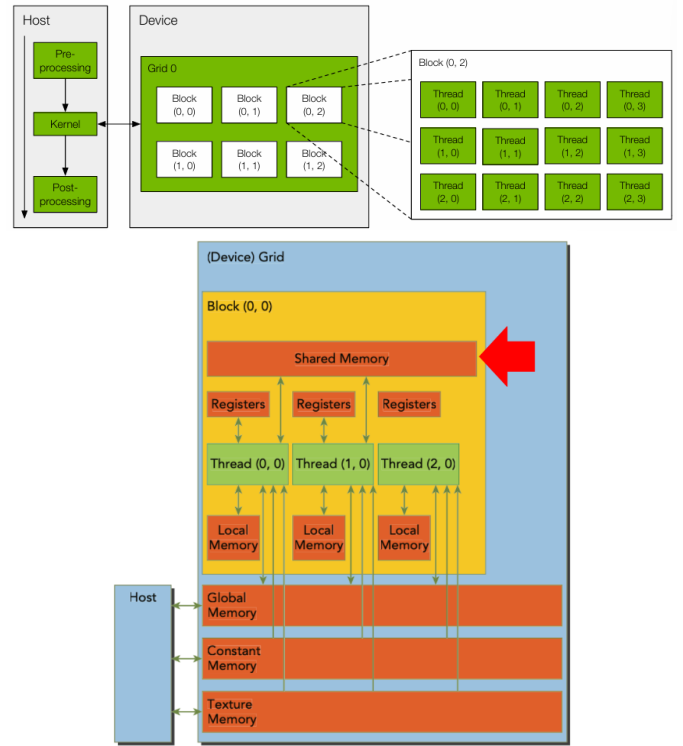 Host
Pre-
processing
Kernel
Post-
processing
Device
Grid 0
Block
(0, 0)
Block
(0, 1)
Block
(0, 2)
Block
(1, 0)
Block
(1, 1)
Block
(1, 2)
Block (0, 2)
Thread
(0, 0)
Thread
(0, 1)
Thread
(0, 2)
Thread
(0, 3)
Thread
(1, 0)
Thread
(1, 1)
Thread
(1, 2)
Thread
(1, 3)
Thread
(2, 0)
Thread
(2, 1)
Thread
(2, 2)
Thread
(2, 3)
(Device) Grid
Block (0, 0)
Shared Memory
Registers
Registers
Registers
Thread (0, 0)
Thread (1, 0)
Thread (2, 0)
Local
Memory
Local
Memory
Local
Memory
Host
Global
Memory
Constant
Memory
Texture
Memory